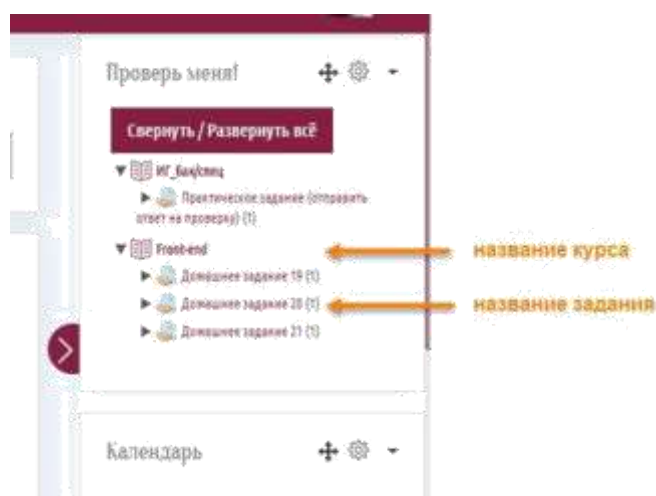 Проверь меня!
Свернуть / Развернуть всё
ИГ_бак/спец
Практическое задание (отправить
ответ на проверку) (1)
Front-end
название курса
Домашнее задание 19 (1)
Домашнее задание 20 (1)
название задания
Домашнее задание 21 (1)
Календарь